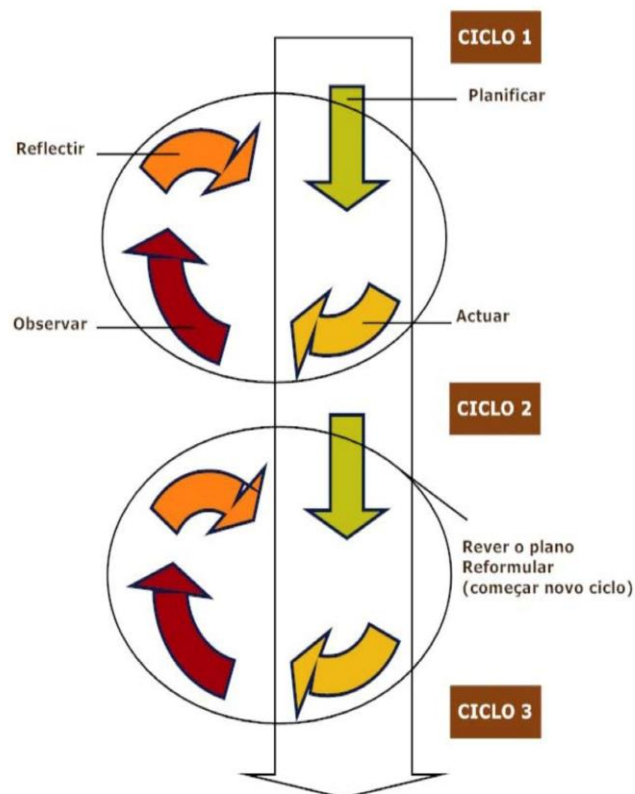 CICLO 1
Planificar
Reflectir
Observar
Actuar
CICLO 2
Rever o plano
Reformular
(começar novo ciclo)
CICLO 3